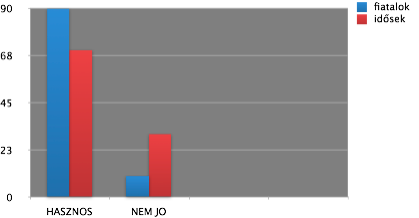 90
68
45
23
0
HASZNOS
NEM JO
fiatalok
idősek